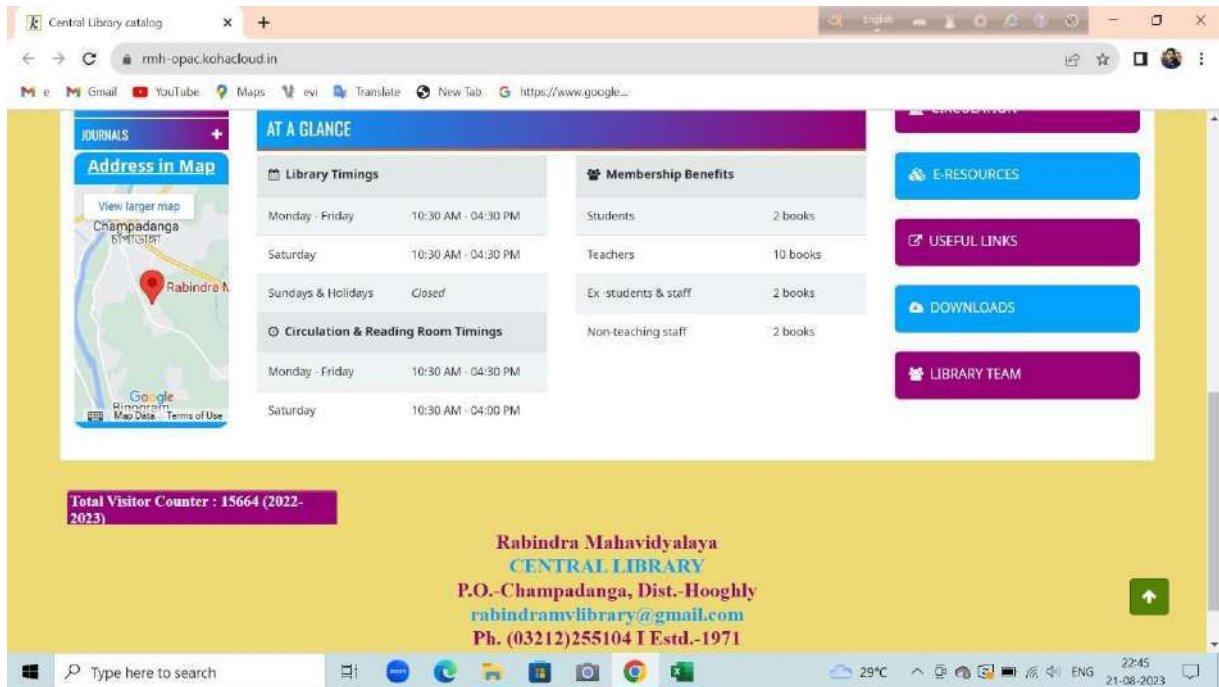 Central Library catalog
English
rmh-opac.kohacloud.in
M e
Gmail
YouTube
Maps
evi
Translate
New Tab
https://www.google...
JOURNALS +
Address in Map
View larger map
Champadanga
চাঁপাডাঙ্গা
Rabindra M
Google
Map Data Terms of Use
AT A GLANCE
Library Timings
Monday - Friday 10:30 AM - 04:30 PM
Saturday 10:30 AM - 04:30 PM
Sundays & Holidays Closed
Circulation & Reading Room Timings
Monday - Friday 10:30 AM - 04:30 PM
Saturday 10:30 AM - 04:00 PM
Membership Benefits
Students 2 books
Teachers 10 books
Ex -students & staff 2 books
Non-teaching staff 2 books
CIRCULATION
E-RESOURCES
USEFUL LINKS
DOWNLOADS
LIBRARY TEAM
Total Visitor Counter : 15664 (2022-
2023)
Rabindra Mahavidyalaya
CENTRAL LIBRARY
P.O.-Champadanga, Dist.-Hooghly
rabindramvlibrary@gmail.com
Ph. (03212)255104 I Estd.-1971
Type here to search
zoom
29°C
ENG
22:45
21-08-2023